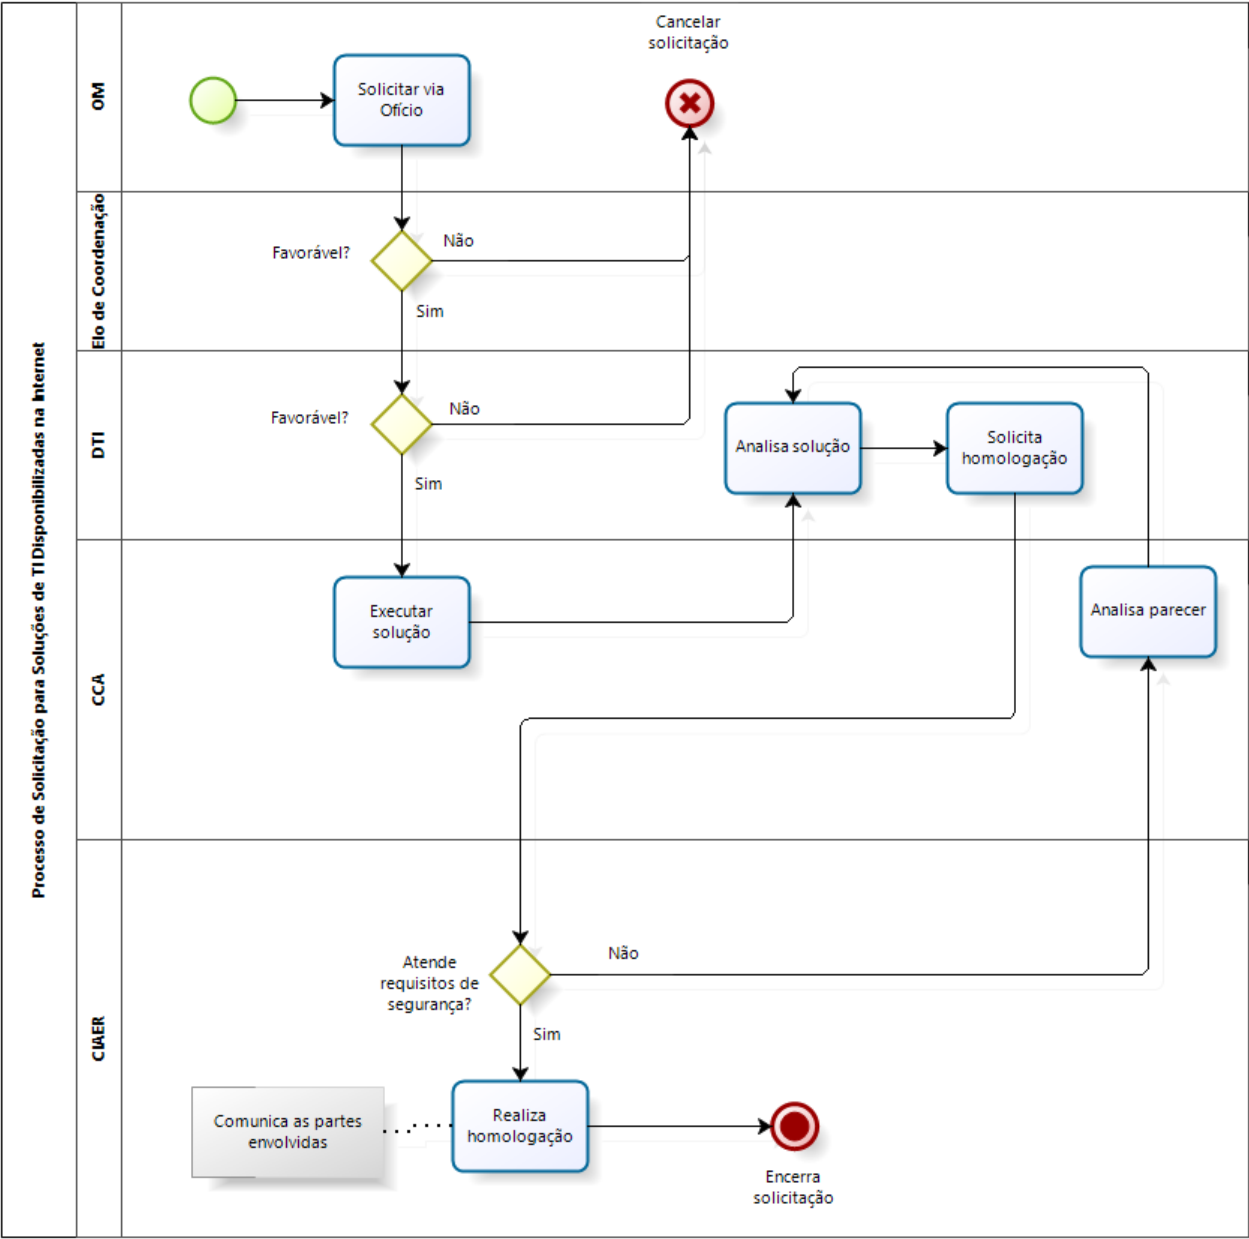 Processo de Solicitação para Soluções de TI Disponibilizadas na Internet
OM
Cancelar
solicitação
Solicitar via
Ofício
Elo de Coordenação
Favorável?
Não
Sim
DTI
Favorável?
Não
Sim
Analisa solução
Solicita
homologação
CCA
Executar
solução
Analisa parecer
CIAER
Atende
requisitos de
segurança?
Não
Sim
Comunica as partes
envolvidas
Realiza
homologação
Encerra
solicitação